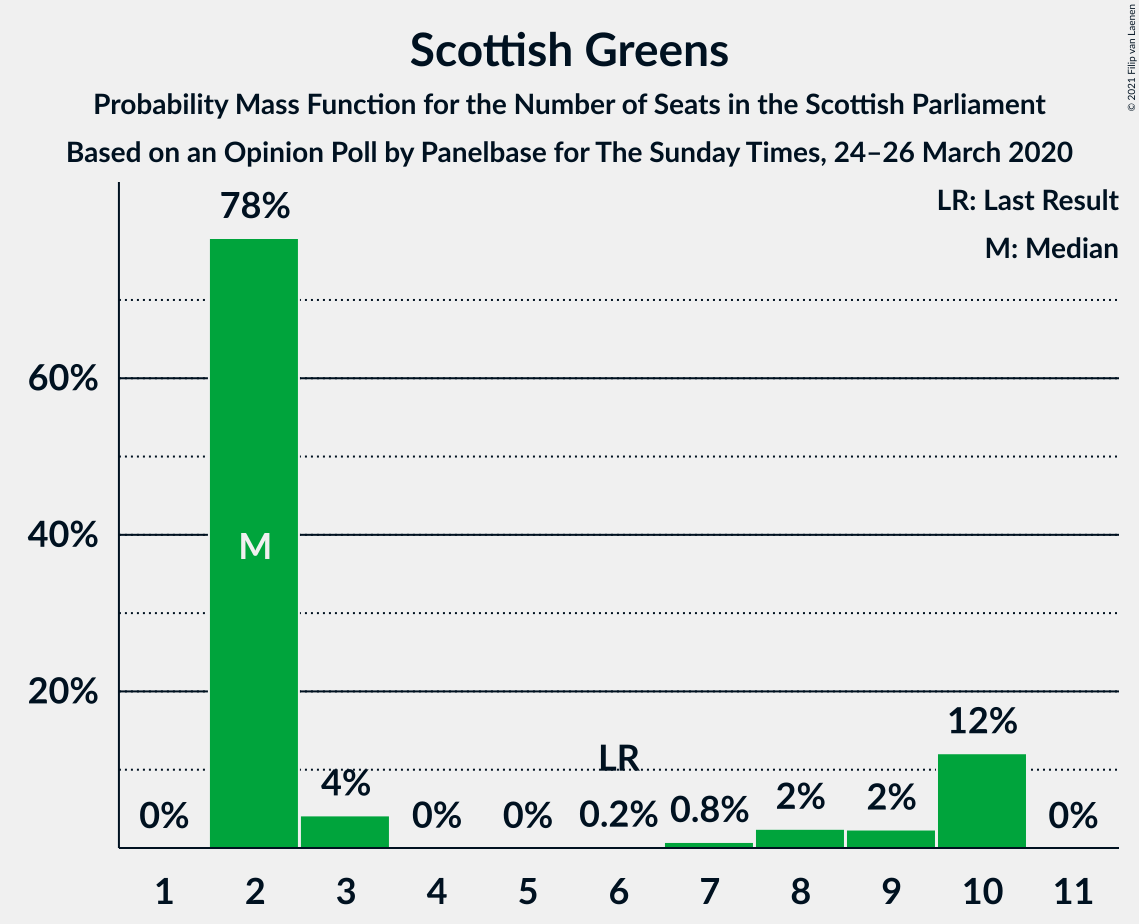 Scottish Greens
Probability Mass Function for the Number of Seats in the Scottish Parliament
Based on an Opinion Poll by Panelbase for The Sunday Times, 24–26 March 2020
© 2021 Filip van Laenen
LR: Last Result
M: Median
78%
60%
40%
M
20%
12%
LR
4%
0%
0%
0%
0.2%
0.8%
2%
2%
0%
1 2 3 4 5 6 7 8 9 10 11